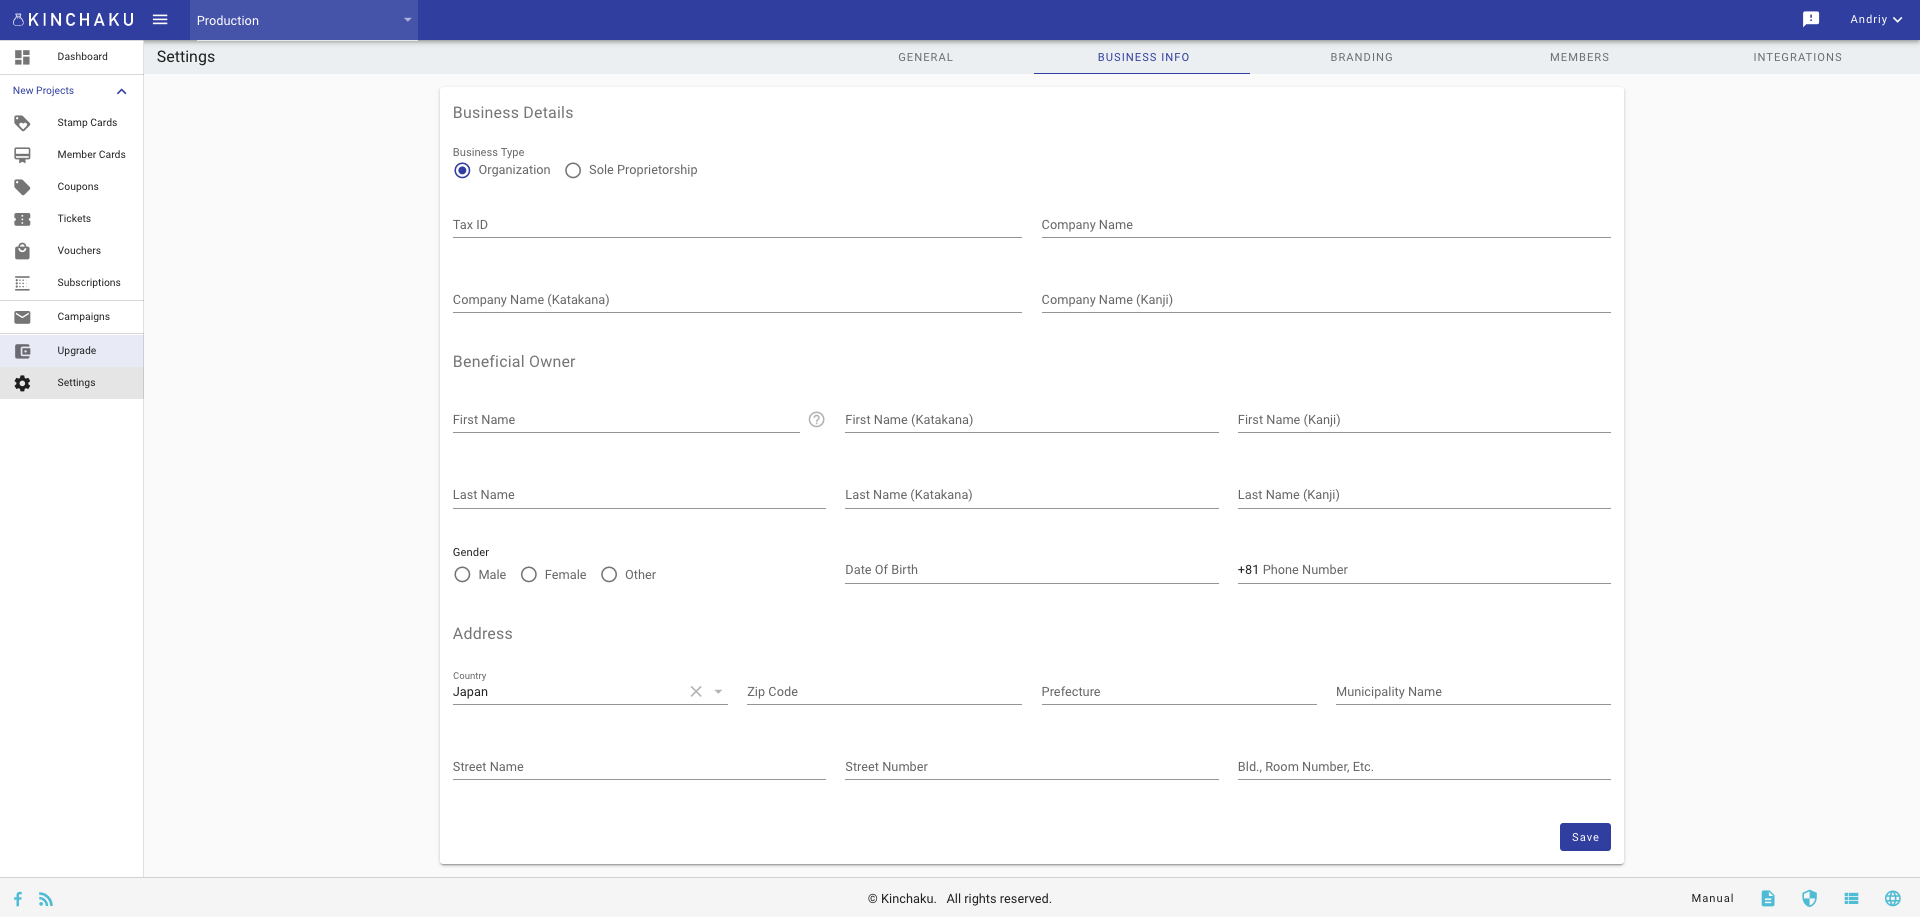 KINCHAKU
Production
Andriy
Dashboard
New Projects
Stamp Cards
Member Cards
Coupons
Tickets
Vouchers
Subscriptions
Campaigns
Upgrade
Settings
Settings
GENERAL
BUSINESS INFO
BRANDING
MEMBERS
INTEGRATIONS
Business Details
Business Type
Organization
Sole Proprietorship
Tax ID
Company Name
Company Name (Katakana)
Company Name (Kanji)
Beneficial Owner
First Name
First Name (Katakana)
First Name (Kanji)
Last Name
Last Name (Katakana)
Last Name (Kanji)
Gender
Male
Female
Other
Date Of Birth
+81 Phone Number
Address
Country
Japan
Zip Code
Prefecture
Municipality Name
Street Name
Street Number
Bld., Room Number, Etc.
Save
© Kinchaku. All rights reserved.
Manual